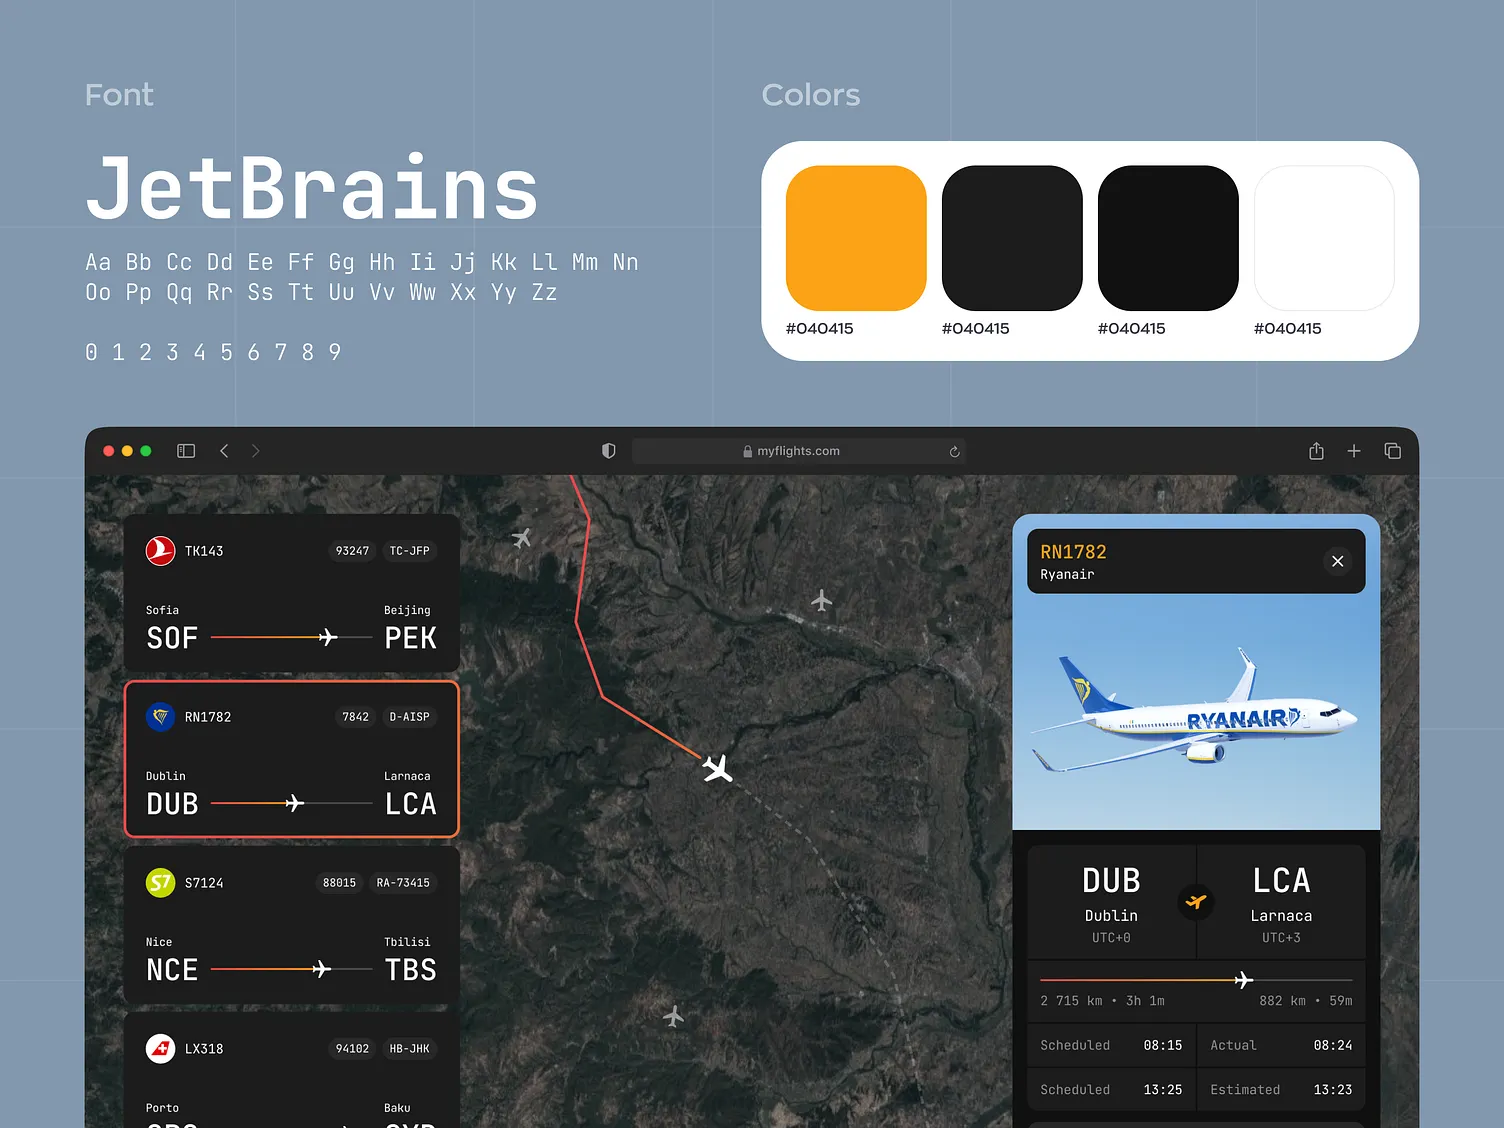 Font
JetBrains
Aa Bb Cc Dd Ee Ff Gg Hh Ii Jj Kk Ll Mm Nn
Oo Pp Qq Rr Ss Tt Uu Vv Ww Xx Yy Zz
0 1 2 3 4 5 6 7 8 9
Colors
#040415 #040415 #040415 #040415
myflights.com
TK143 93247 TC-JFP
Sofia Beijing
SOF PEK
RN1782 7842 D-AISP
Dublin Larnaca
DUB LCA
S7
S7124 88015 RA-73415
Nice Tbilisi
NCE TBS
LX318 94102 HB-JHK
Porto Baku
RN1782
Ryanair
RYANAIR
DUB LCA
Dublin Larnaca
UTC+0 UTC+3
2 715 km • 3h 1m 882 km • 59m
Scheduled 08:15 Actual 08:24
Scheduled 13:25 Estimated 13:23